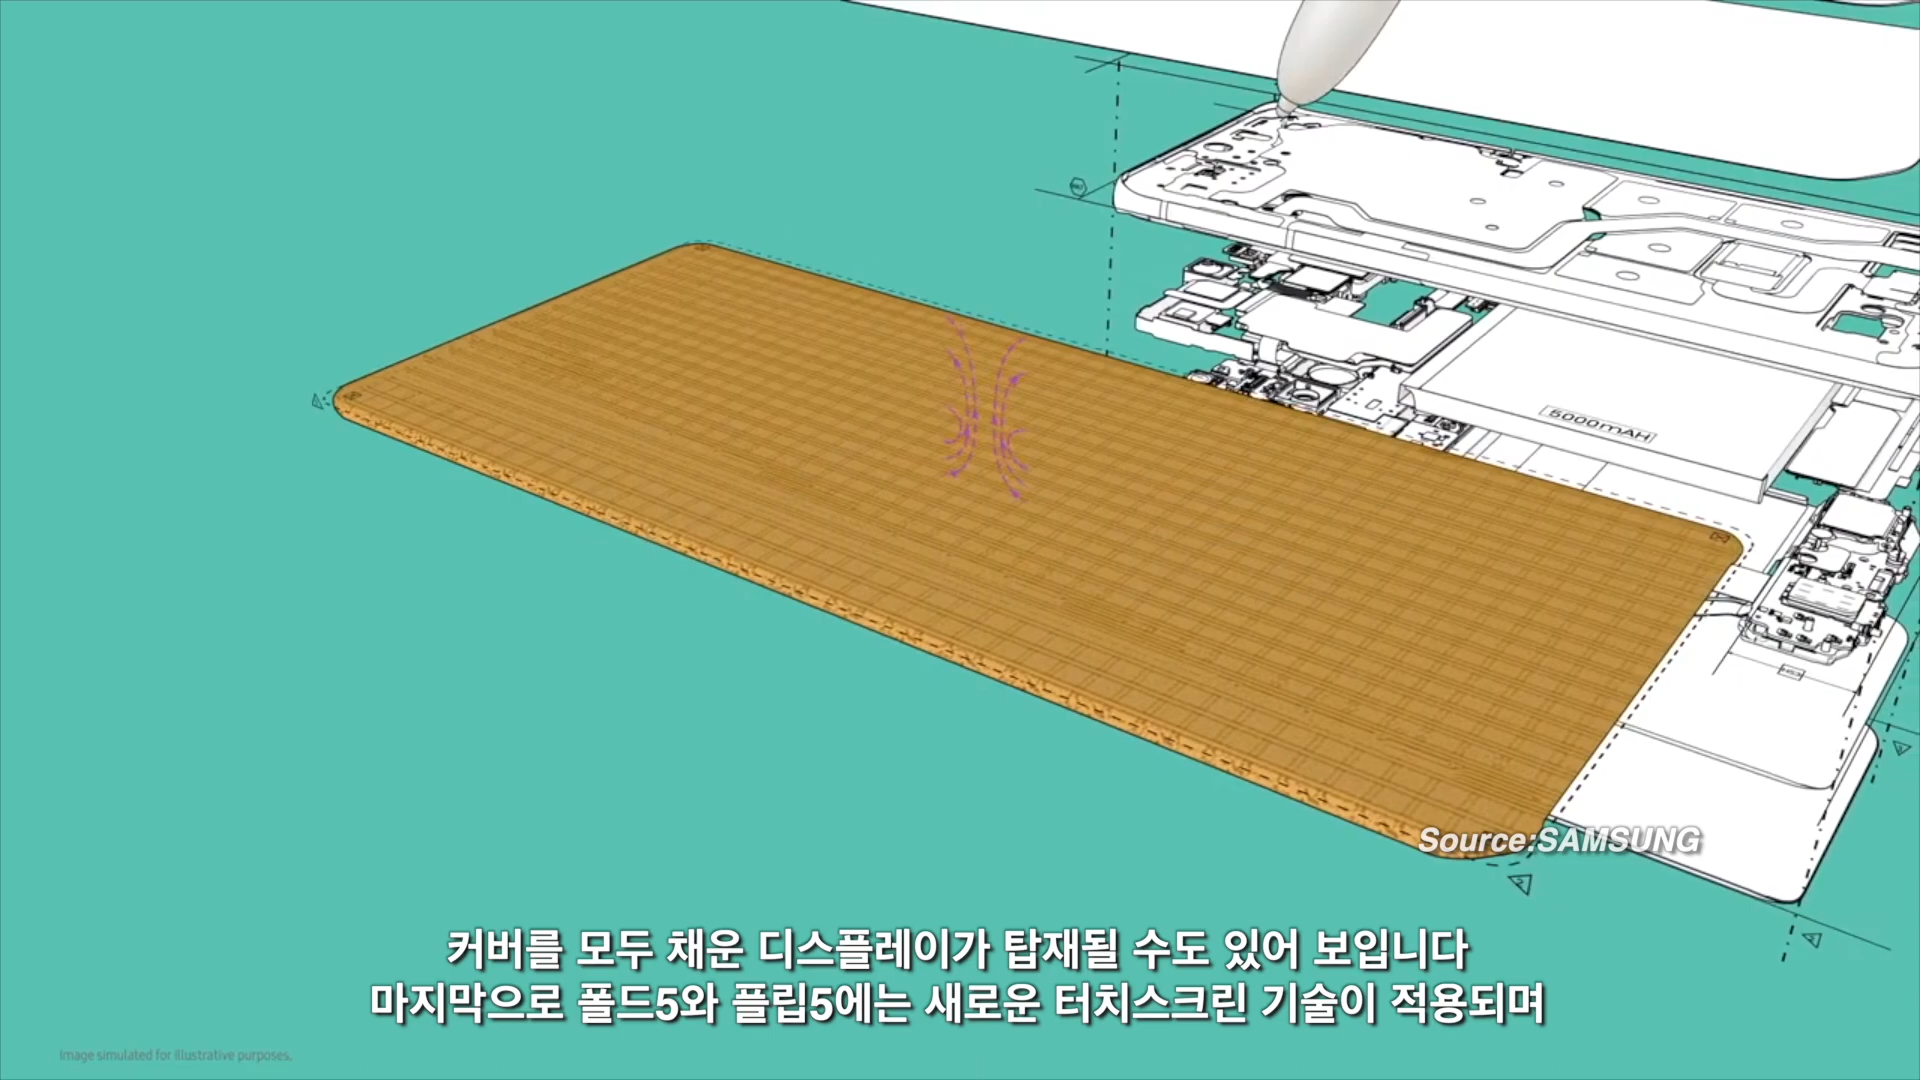 5000mAH
Source:SAMSUNG
커버를 모두 채운 디스플레이가 탑재될 수도 있어 보입니다
마지막으로 폴드5와 플립5에는 새로운 터치스크린 기술이 적용되며
Image simulated for illustrative purposes.